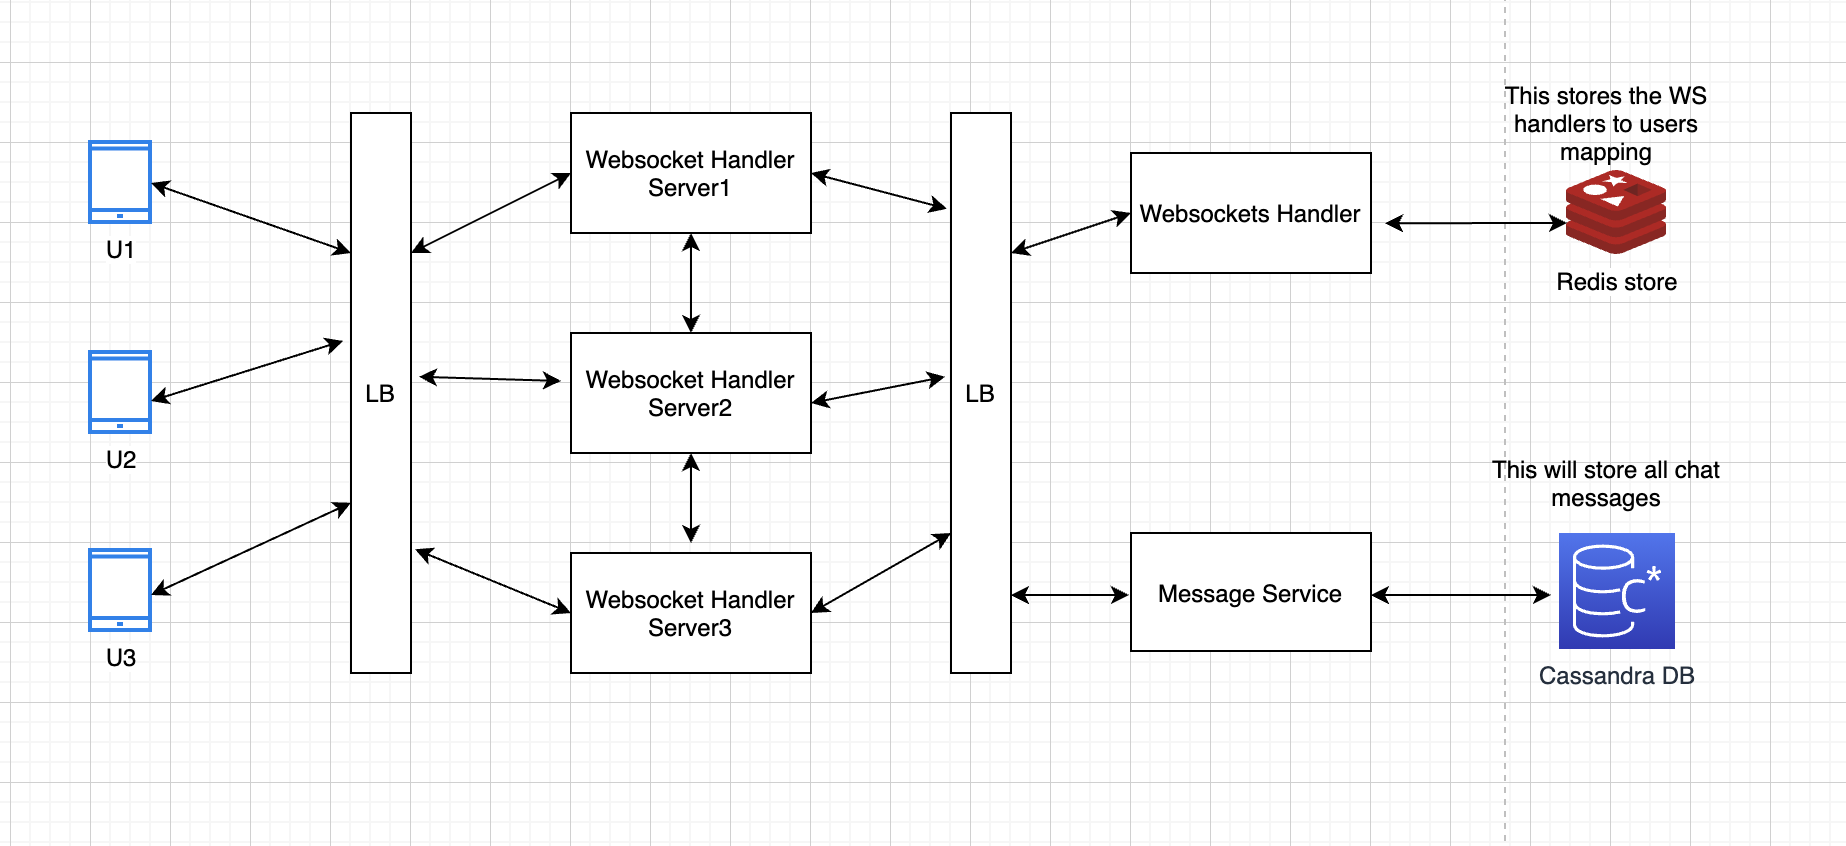 This stores the WS
handlers to users
mapping
Websocket Handler
Server1
Websockets Handler
U1
Redis store
Websocket Handler
Server2
LB
LB
U2
This will store all chat
messages
Websocket Handler
Server3
Message Service
C*
U3
Cassandra DB